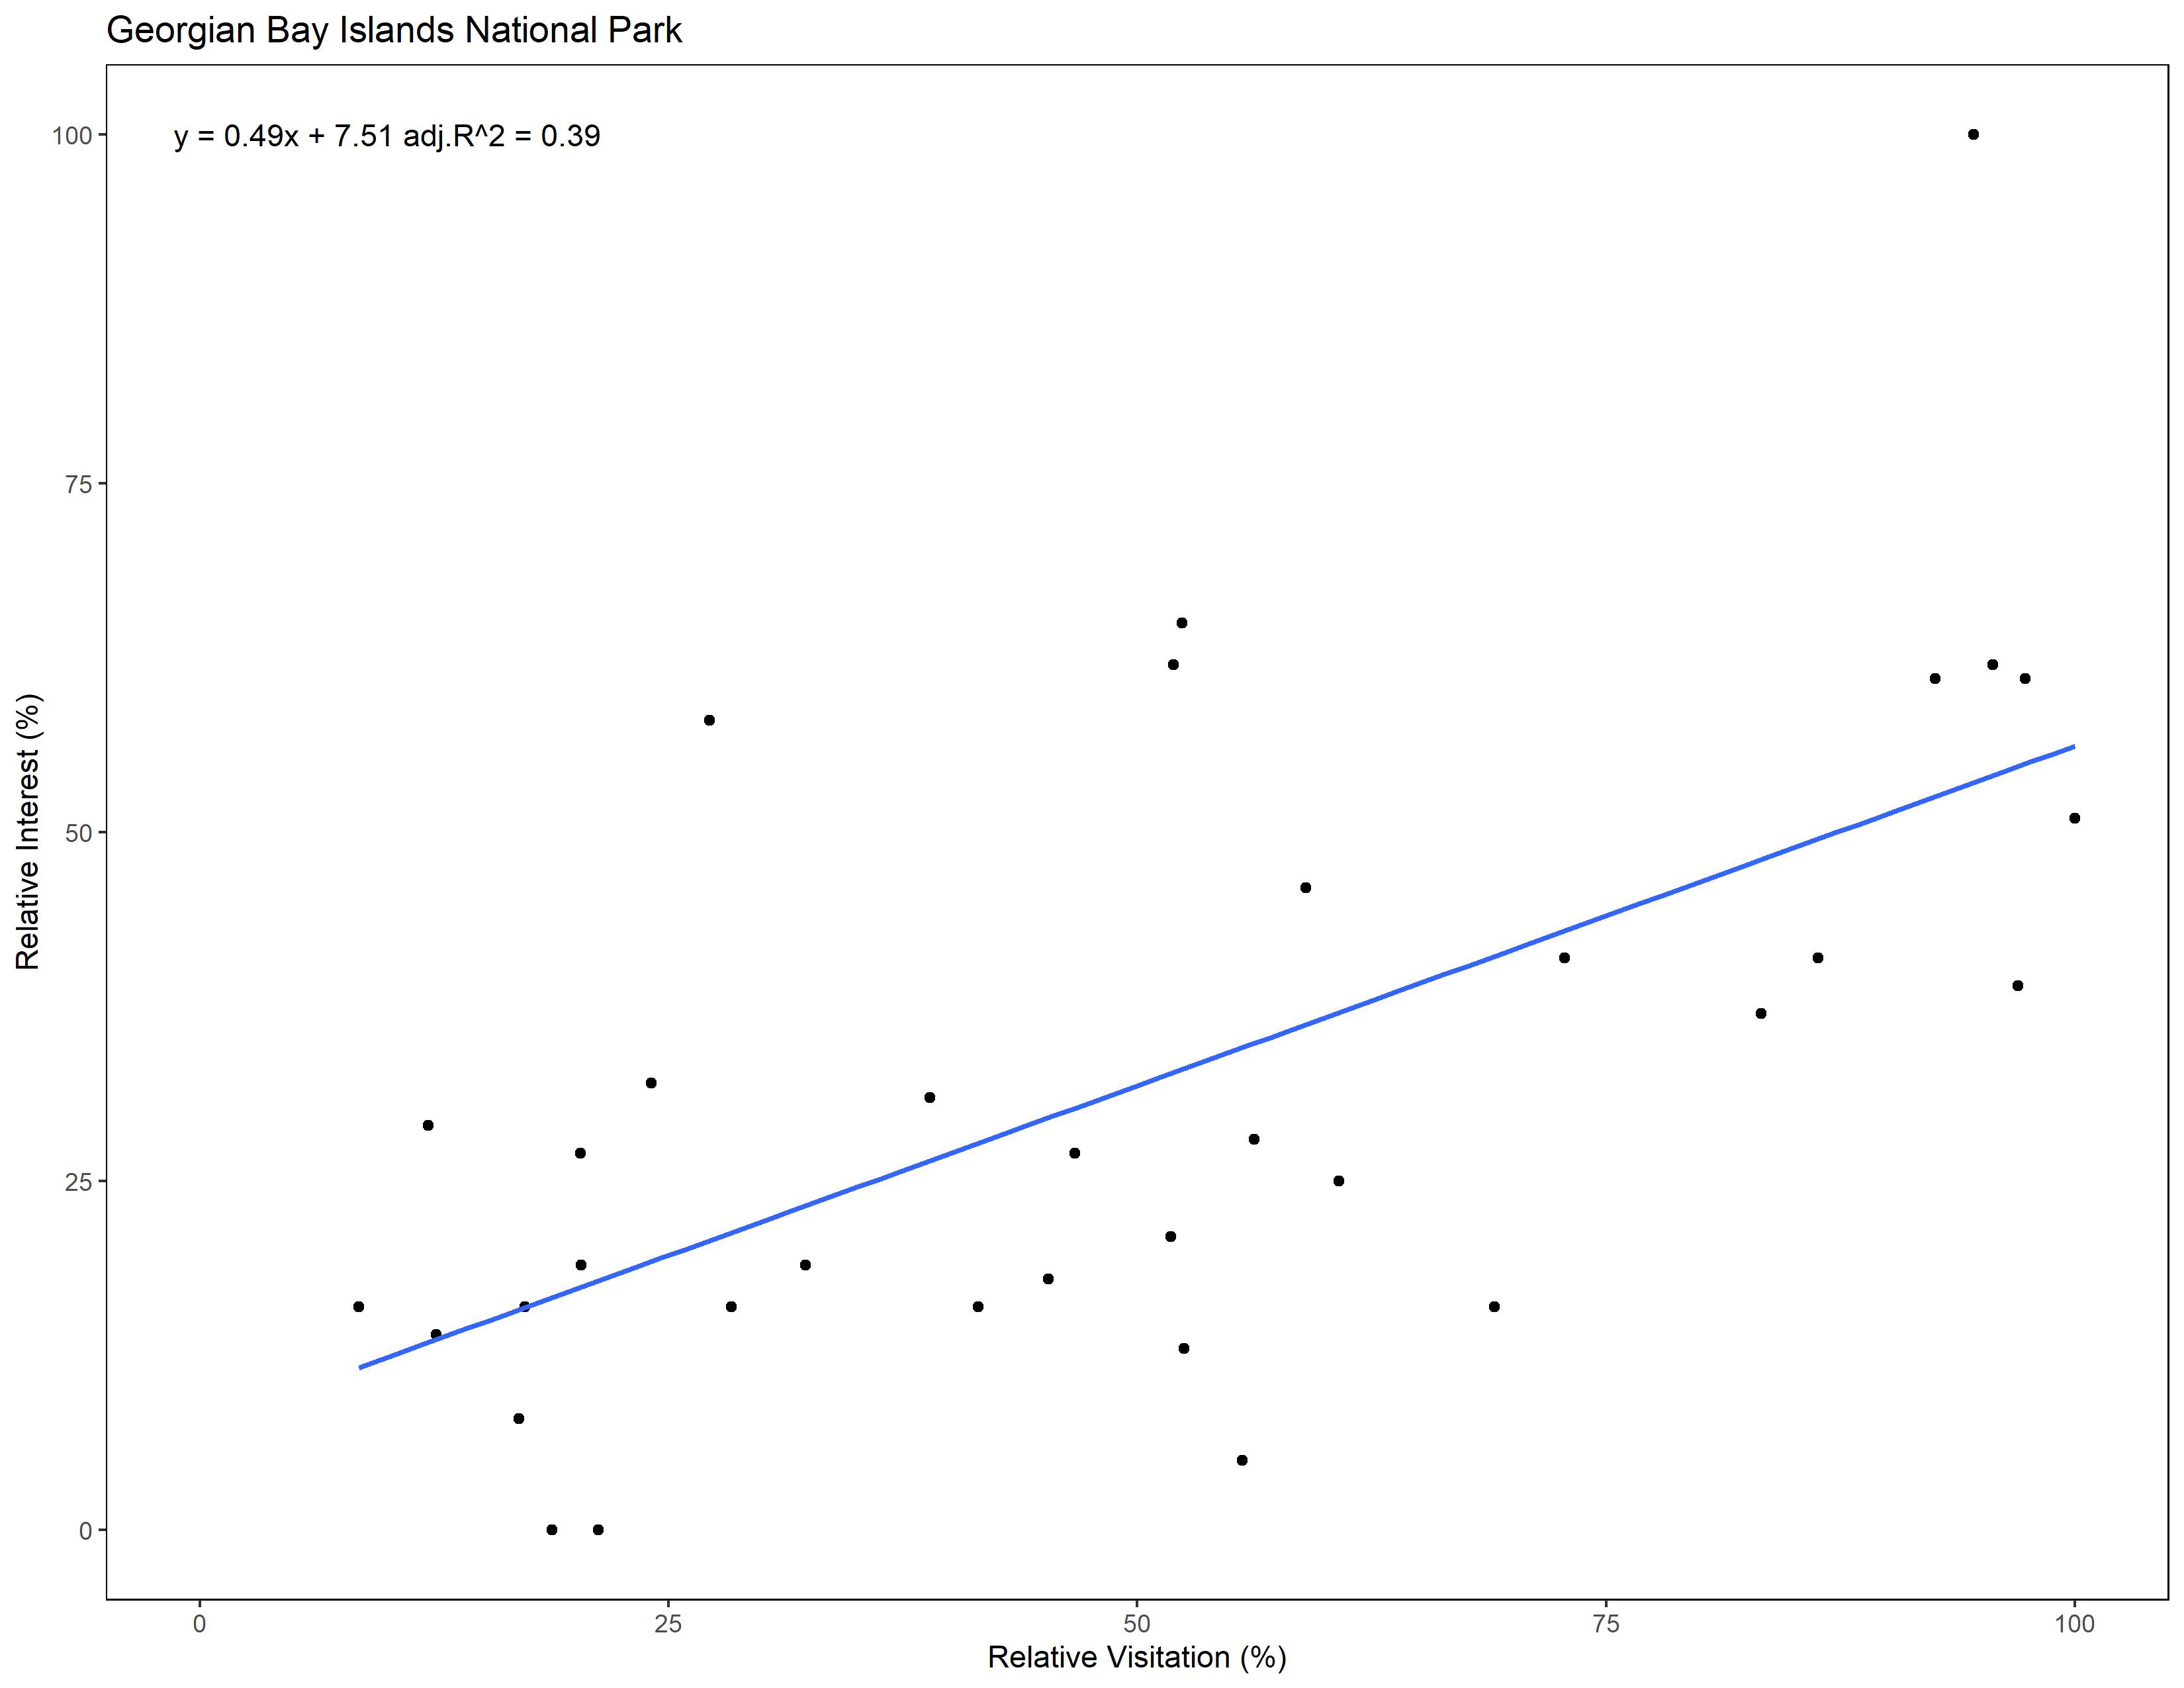 Georgian Bay Islands National Park
y = 0.49x + 7.51 adj.R^2 = 0.39
100
75
50
25
0
Relative Interest (%)
0 25 50 75 100
Relative Visitation (%)